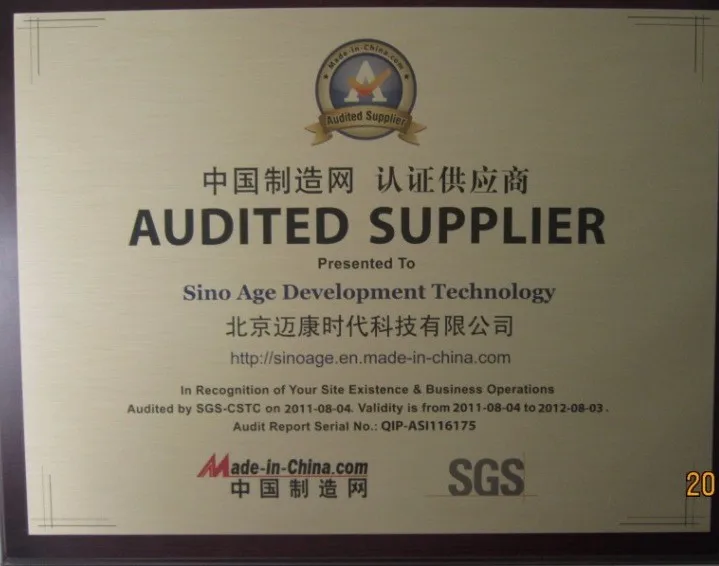 Made-in-China.com
Audited Supplier
中国制造网 认证供应商
AUDITED SUPPLIER
Presented To
Sino Age Development Technology
北京迈康时代科技有限公司
http://sinoage.en.made-in-china.com
In Recognition of Your Site Existence & Business Operations
Audited by SGS-CSTC on 2011-08-04. Validity is from 2011-08-04 to 2012-08-03.
Audit Report Serial No.: QIP-ASI116175
Made-in-China.com
中国制造网
SGS
20